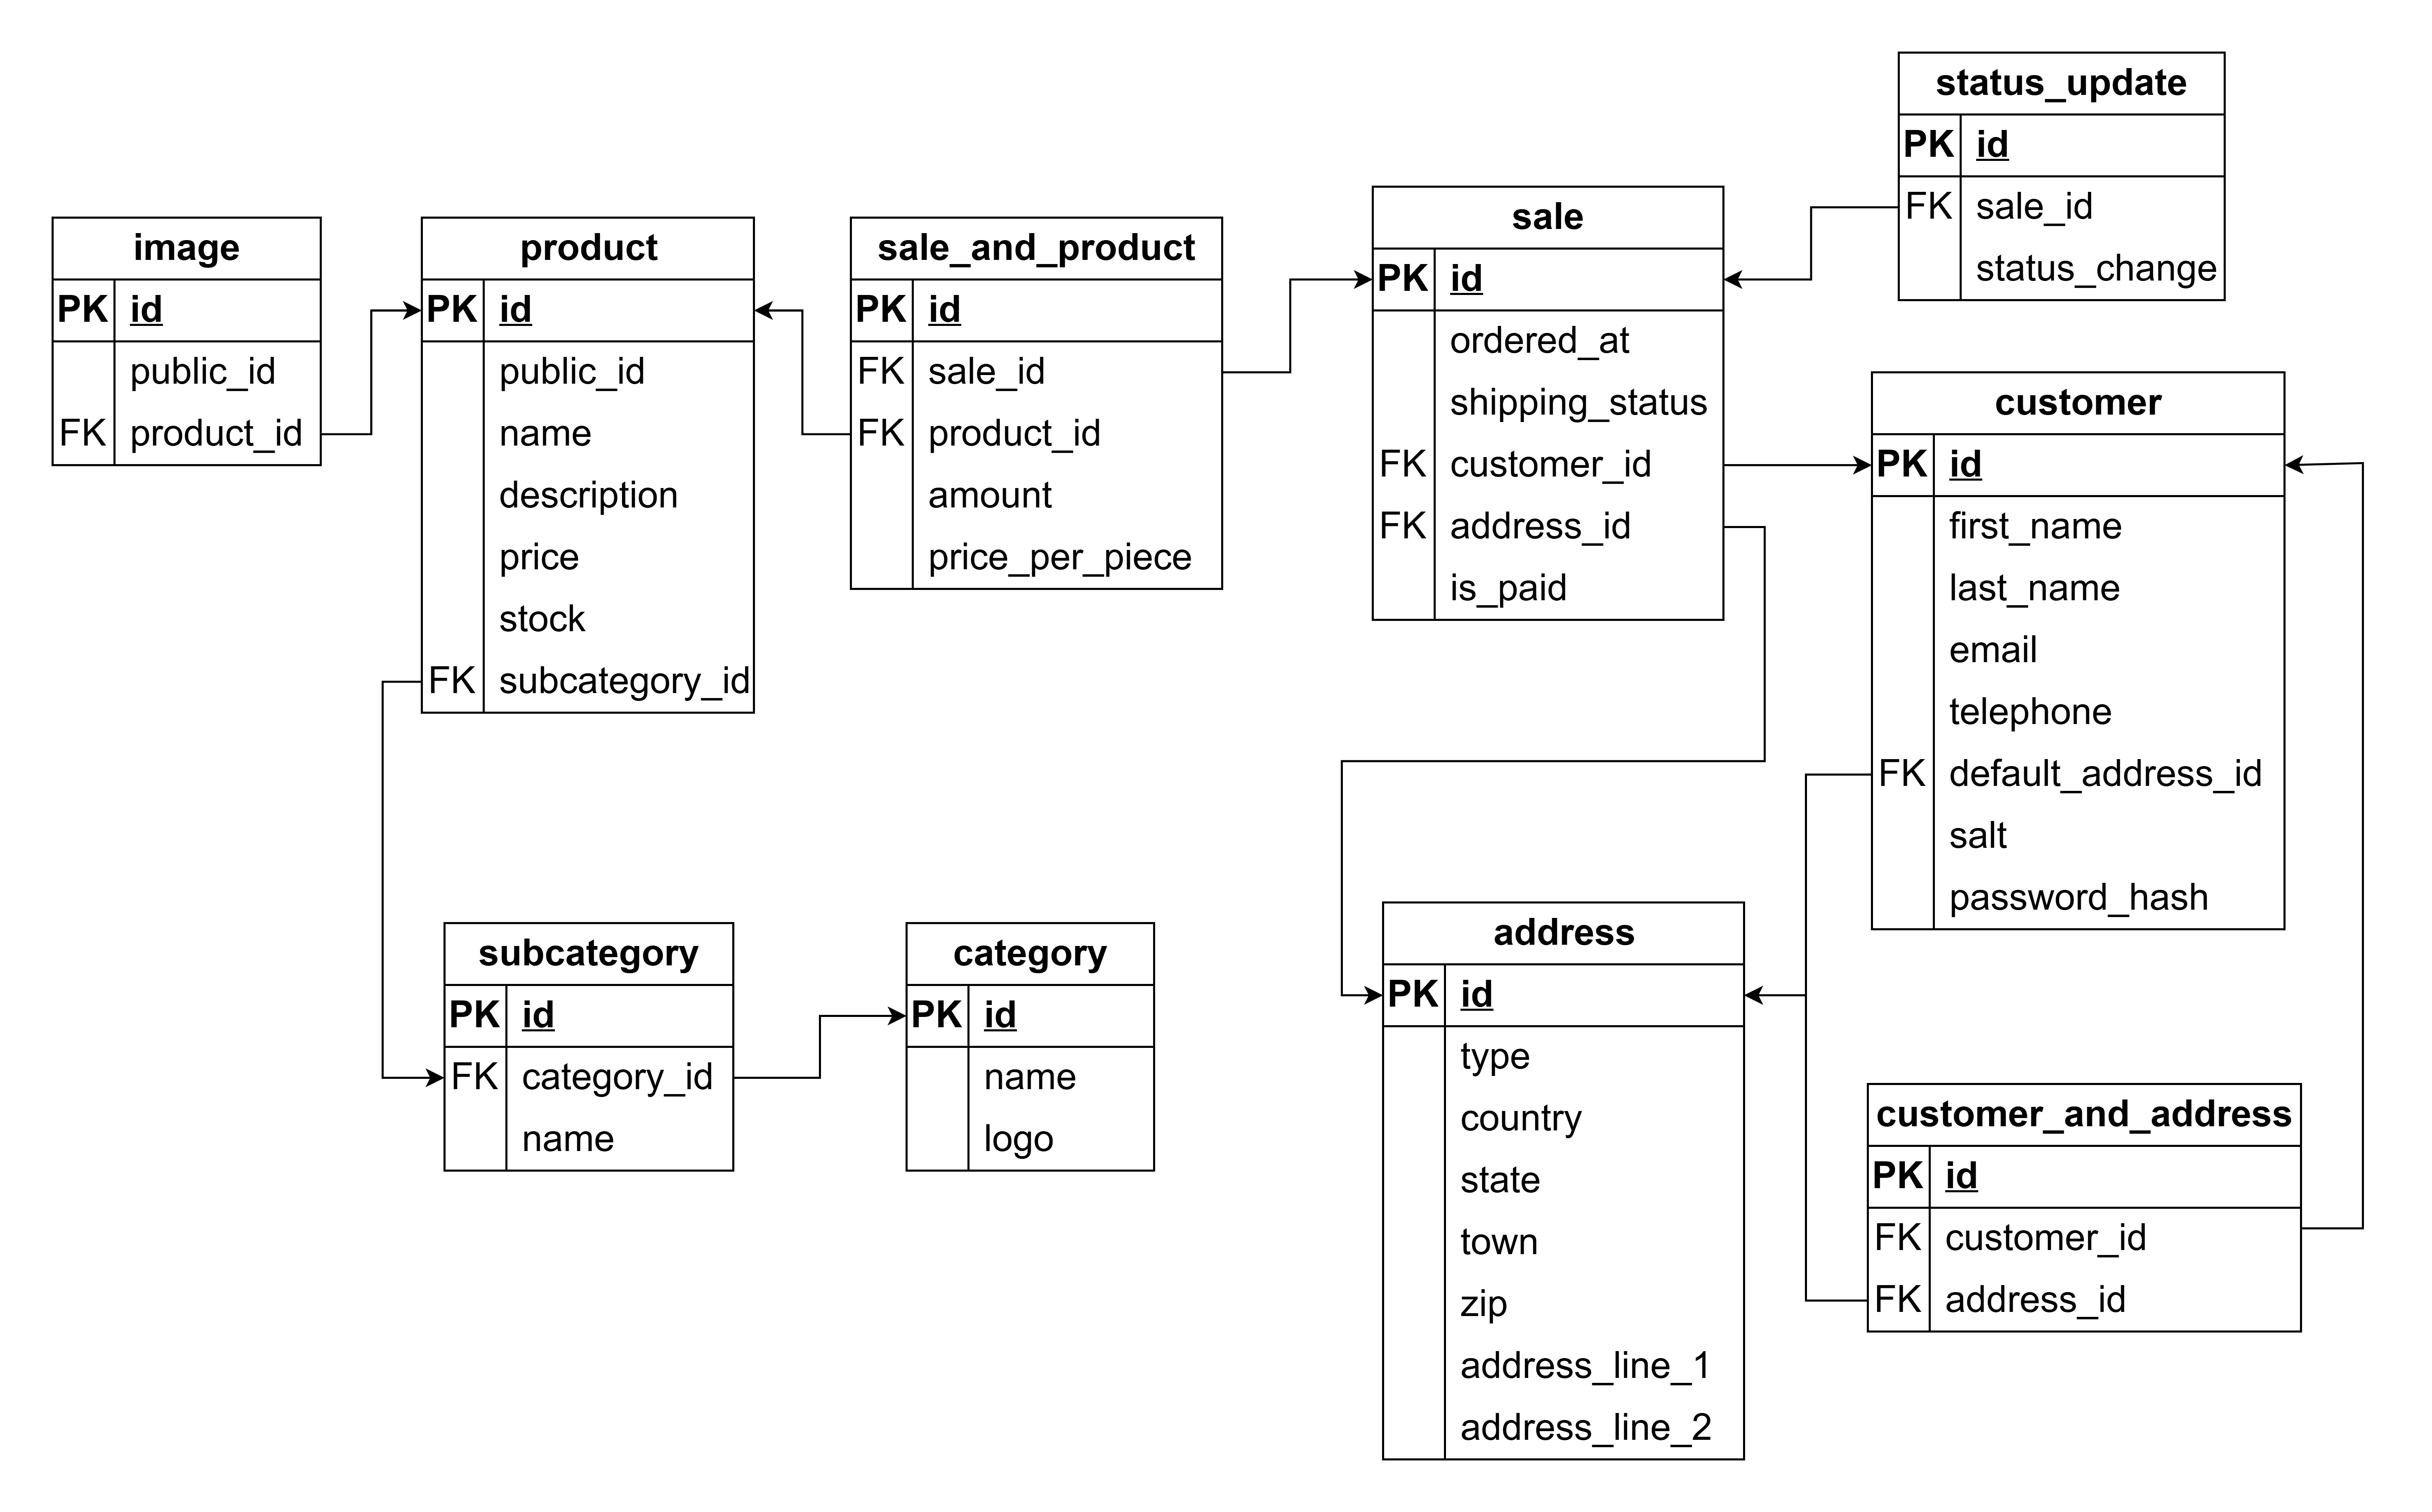 status_update
PK id
FK sale_id
status_change
image
PK id
public_id
FK product_id
product
PK id
public_id
name
description
price
stock
FK subcategory_id
sale_and_product
PK id
FK sale_id
FK product_id
amount
price_per_piece
sale
PK id
ordered_at
shipping_status
FK customer_id
FK address_id
is_paid
customer
PK id
first_name
last_name
email
telephone
FK default_address_id
salt
password_hash
subcategory
PK id
FK category_id
name
category
PK id
name
logo
address
PK id
type
country
state
town
zip
address_line_1
address_line_2
customer_and_address
PK id
FK customer_id
FK address_id